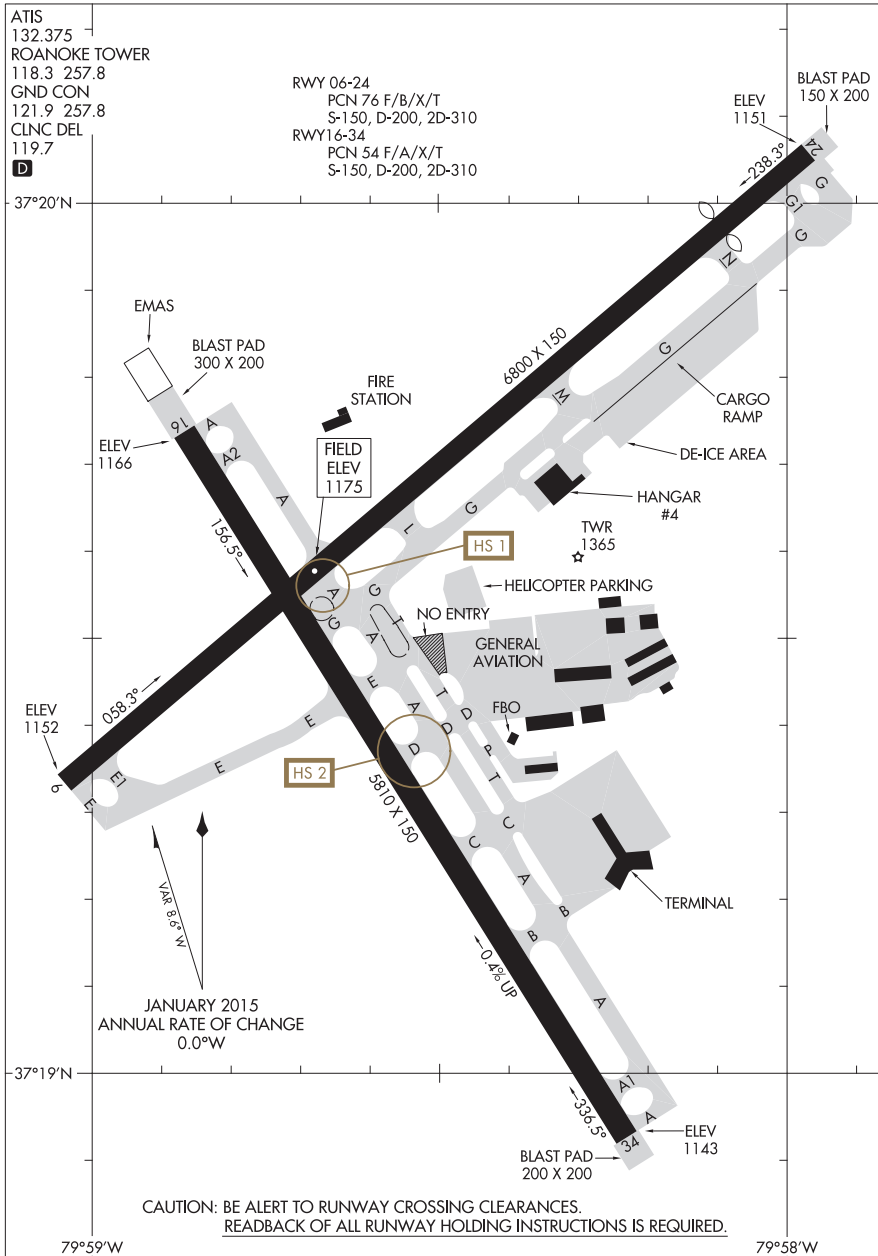 ATIS
132.375
ROANOKE TOWER
118.3 257.8
GND CON
121.9 257.8
CLNC DEL
119.7
D
RWY 06-24
PCN 76 F/B/X/T
S-150, D-200, 2D-310
RWY16-34
PCN 54 F/A/X/T
S-150, D-200, 2D-310
BLAST PAD
150 X 200
ELEV
1151
24
238.3°
G
G1
G
37°20'N
N
EMAS
BLAST PAD
300 X 200
6800 X 150
G
FIRE
STATION
M
CARGO
RAMP
16
A
ELEV
1166
A2
FIELD
ELEV
1175
DE-ICE AREA
A
HANGAR
#4
G
L
156.5°
TWR
1365
HS 1
HELICOPTER PARKING
A
G
G
T
A
NO ENTRY
GENERAL
AVIATION
E
E
T
058.3°
ELEV
1152
E
A
D
D
FBO
D
P
HS 2
E
T
E1
6
E
5810 X 150
C
C
A
TERMINAL
B
B
VAR 8.6° W
0.4% UP
A
JANUARY 2015
ANNUAL RATE OF CHANGE
0.0°W
37°19'N
A1
336.5°
A
34
ELEV
1143
BLAST PAD
200 X 200
CAUTION: BE ALERT TO RUNWAY CROSSING CLEARANCES.
READBACK OF ALL RUNWAY HOLDING INSTRUCTIONS IS REQUIRED.
79°59'W
79°58'W